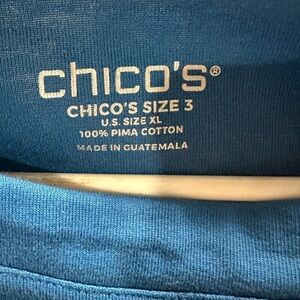 chico's®
CHICO'S SIZE 3
U.S. SIZE XL
100% PIMA COTTON
MADE IN GUATEMALA